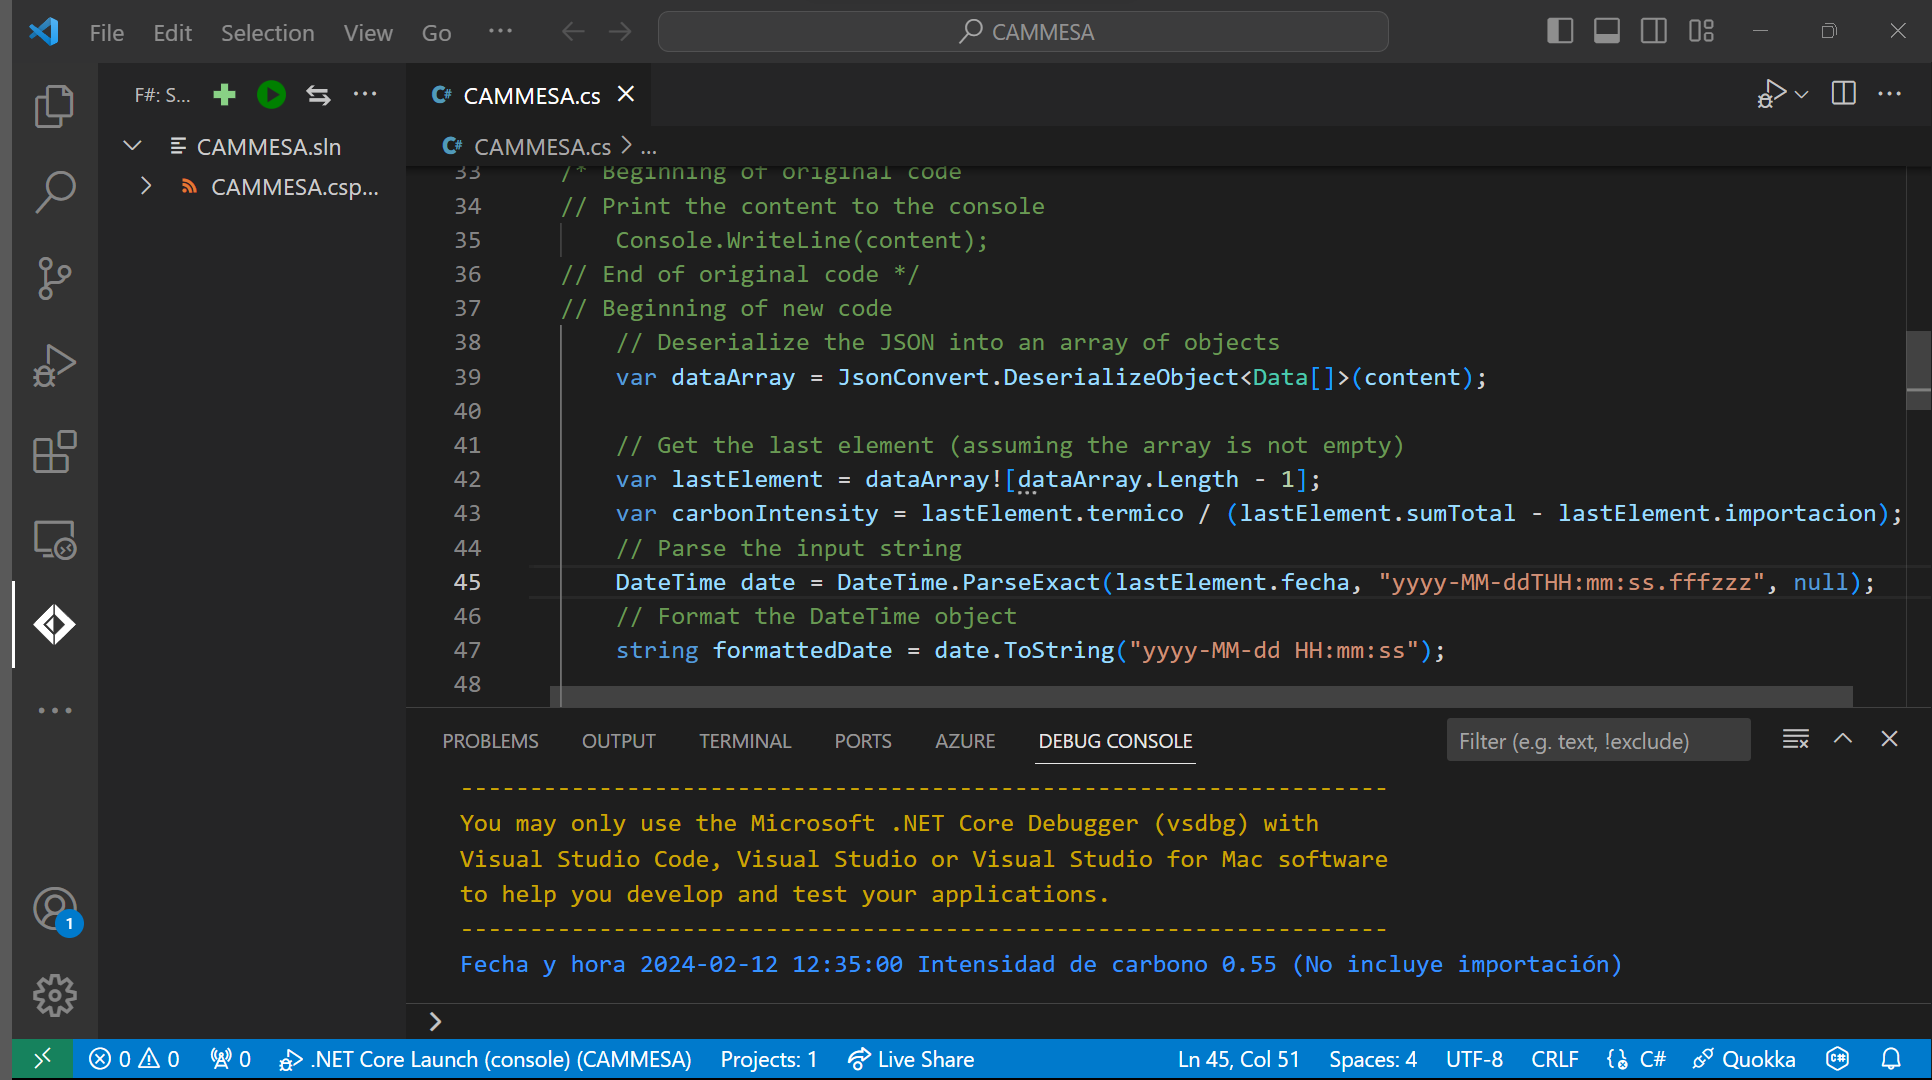 File Edit Selection View Go ···
CAMMESA
F#: S...
CAMMESA.sln
CAMMESA.csp...
C# CAMMESA.cs
C# CAMMESA.cs > ...
33 /* Beginning of original code
34 // Print the content to the console
35 Console.WriteLine(content);
36 // End of original code */
37 // Beginning of new code
38 // Deserialize the JSON into an array of objects
39 var dataArray = JsonConvert.DeserializeObject<Data[]>(content);
40
41 // Get the last element (assuming the array is not empty)
42 var lastElement = dataArray![dataArray.Length - 1];
43 var carbonIntensity = lastElement.termico / (lastElement.sumTotal - lastElement.importacion);
44 // Parse the input string
45 DateTime date = DateTime.ParseExact(lastElement.fecha, "yyyy-MM-ddTHH:mm:ss.fffzzz", null);
46 // Format the DateTime object
47 string formattedDate = date.ToString("yyyy-MM-dd HH:mm:ss");
48
PROBLEMS OUTPUT TERMINAL PORTS AZURE DEBUG CONSOLE Filter (e.g. text, !exclude)
-------------------------------------------------------------------
You may only use the Microsoft .NET Core Debugger (vsdbg) with
Visual Studio Code, Visual Studio or Visual Studio for Mac software
to help you develop and test your applications.
-------------------------------------------------------------------
Fecha y hora 2024-02-12 12:35:00 Intensidad de carbono 0.55 (No incluye importación)
1
0 0 0 .NET Core Launch (console) (CAMMESA) Projects: 1 Live Share Ln 45, Col 51 Spaces: 4 UTF-8 CRLF C# Quokka